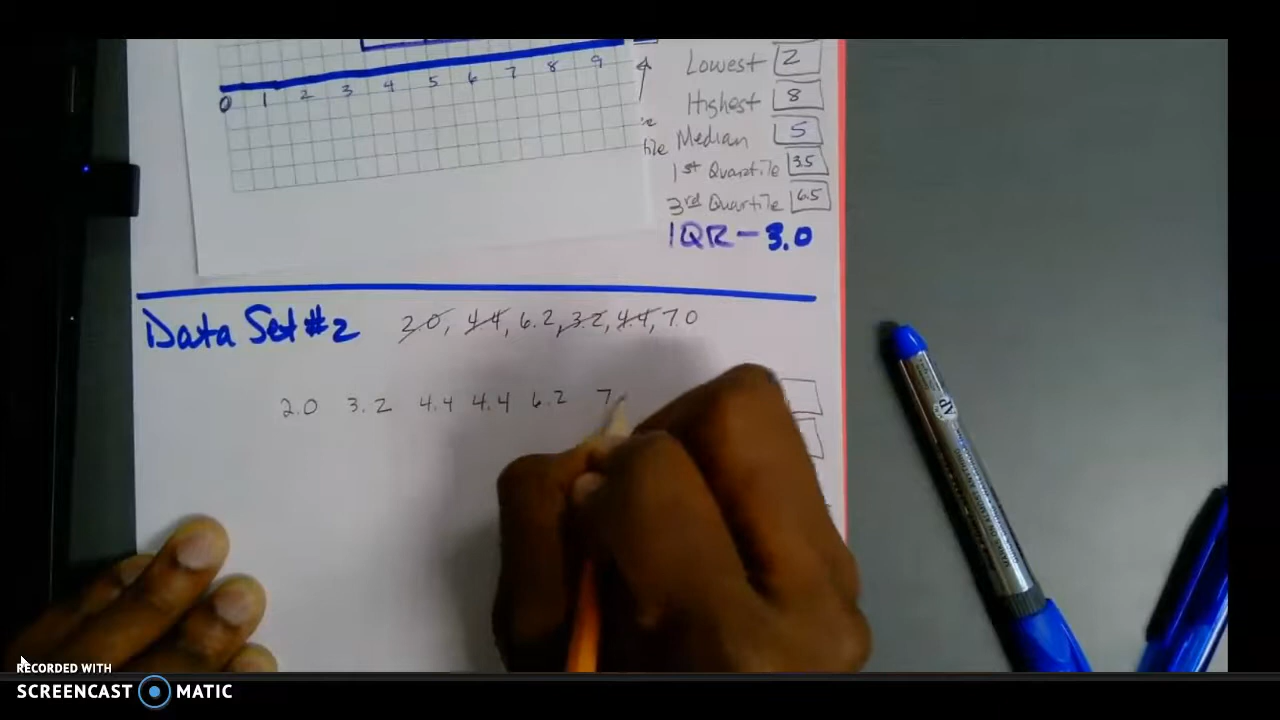 0 1 2 3 4 5 6 7 8 9
Lowest 2
Highest 8
Median 5
tile
1st Quartile 3.5
3rd Quartile 6.5
IQR - 3.0
Data Set #2 2.0, 4.4, 6.2, 3.2, 4.4, 7.0
2.0 3.2 4.4 4.4 6.2 7.
RECORDED WITH
SCREENCAST MATIC